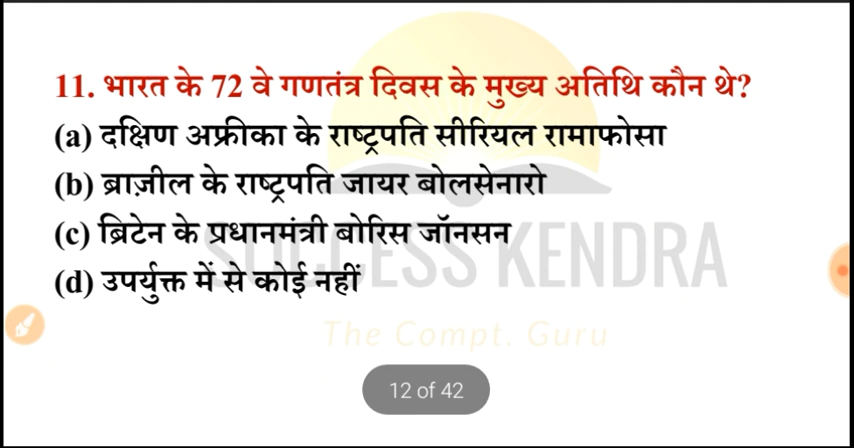 11. भारत के 72 वे गणतंत्र दिवस के मुख्य अतिथि कौन थे?
(a) दक्षिण अफ्रीका के राष्ट्रपति सीरियल रामाफोसा
(b) ब्राज़ील के राष्ट्रपति जायर बोलसेनारो
(c) ब्रिटेन के प्रधानमंत्री बोरिस जॉनसन
(d) उपर्युक्त में से कोई नहीं
SUCCESS KENDRA
The Compt. Guru
12 of 42